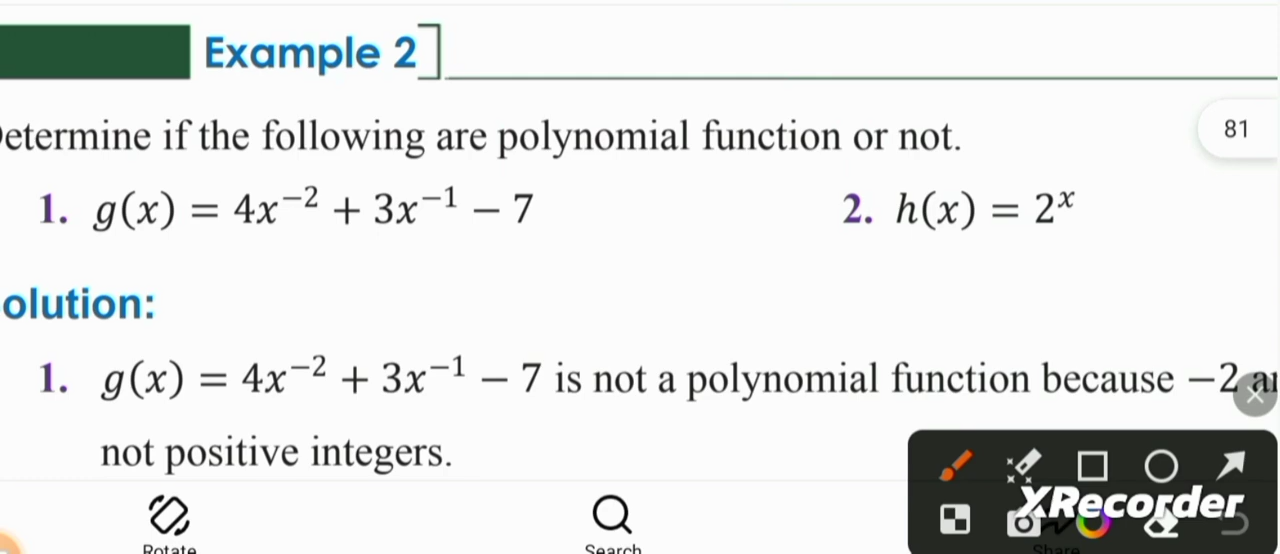 Example 2
etermine if the following are polynomial function or not.
81
1. g(x) = 4x⁻² + 3x⁻¹ − 7
2. h(x) = 2ˣ
olution:
1. g(x) = 4x⁻² + 3x⁻¹ − 7 is not a polynomial function because −2
not positive integers.
XRecorder
Rotate
Search
Share